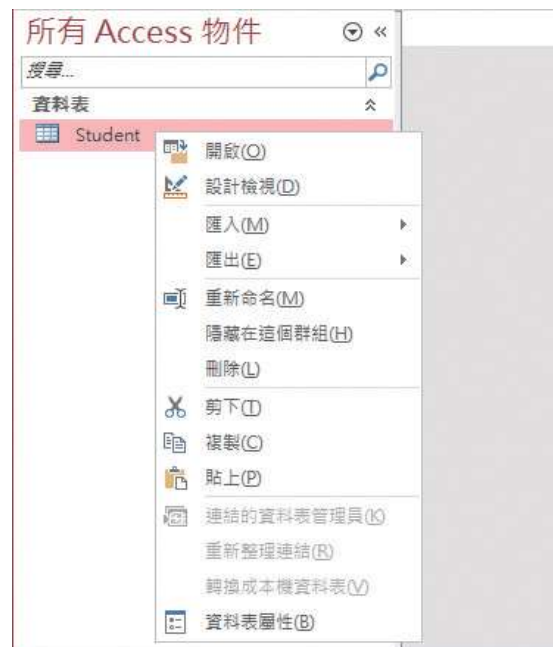 所有 Access 物件
搜尋...
資料表
Student
開啟(O)
設計檢視(D)
匯入(M)
匯出(E)
重新命名(M)
隱藏在這個群組(H)
刪除(L)
剪下(T)
複製(C)
貼上(P)
連結的資料表管理員(K)
重新整理連結(R)
轉換成本機資料表(V)
資料表屬性(B)